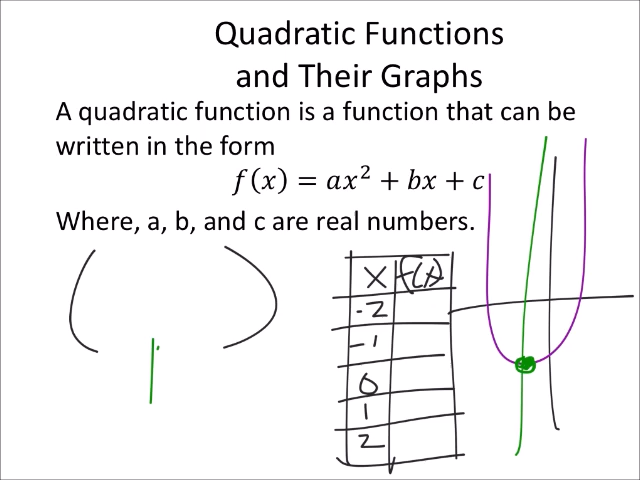 Quadratic Functions
and Their Graphs
A quadratic function is a function that can be
written in the form
f(x) = ax² + bx + c
Where, a, b, and c are real numbers.
x f(x)
-2
-1
0
1
2